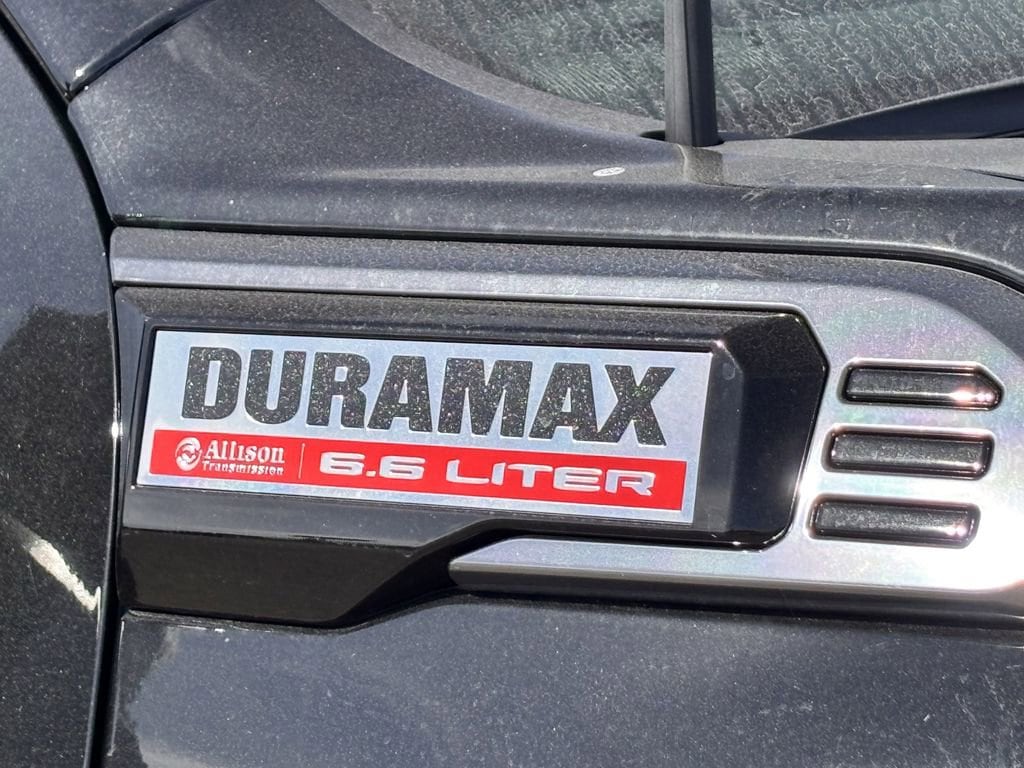 DURAMAX
Allison
Transmission
6.6 LITER